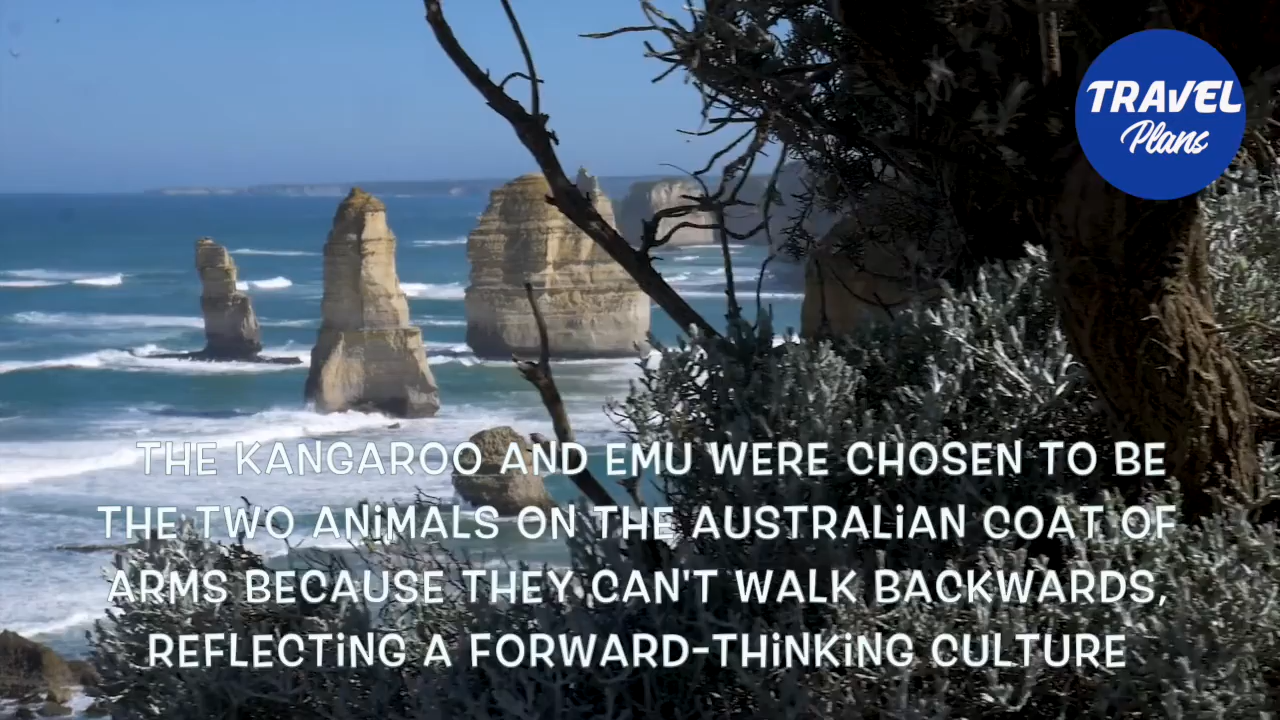 TRAVEL
Plans
THE KANGAROO AND EMU WERE CHOSEN TO BE
THE TWO ANiMALS ON THE AUSTRALiAN COAT OF
ARMS BECAUSE THEY CAN'T WALK BACKWARDS,
REFLECTiNG A FORWARD-THiNKiNG CULTURE